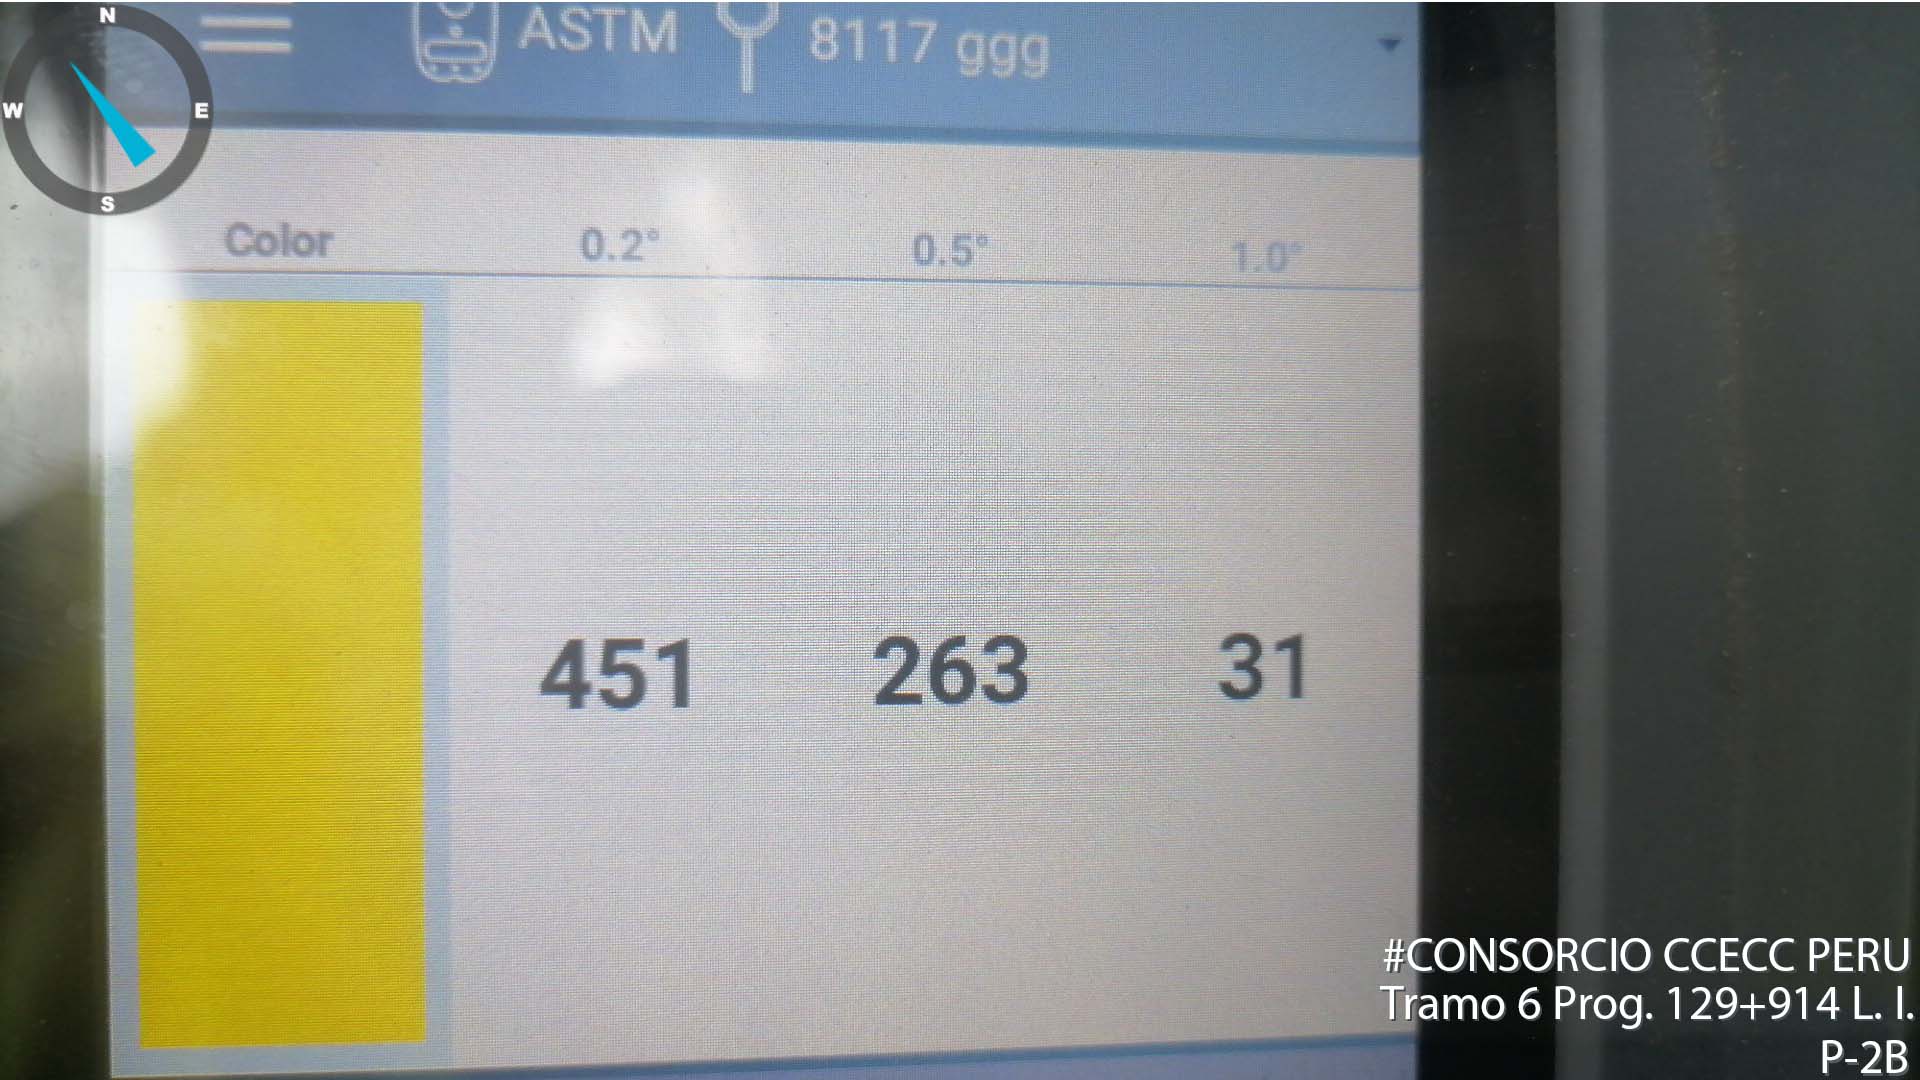 N
W E
S
ASTM 8117 ggg
Color 0.2° 0.5° 1.0°
451 263 31
#CONSORCIO CCECC PERU
Tramo 6 Prog. 129+914 L. I.
P-2B